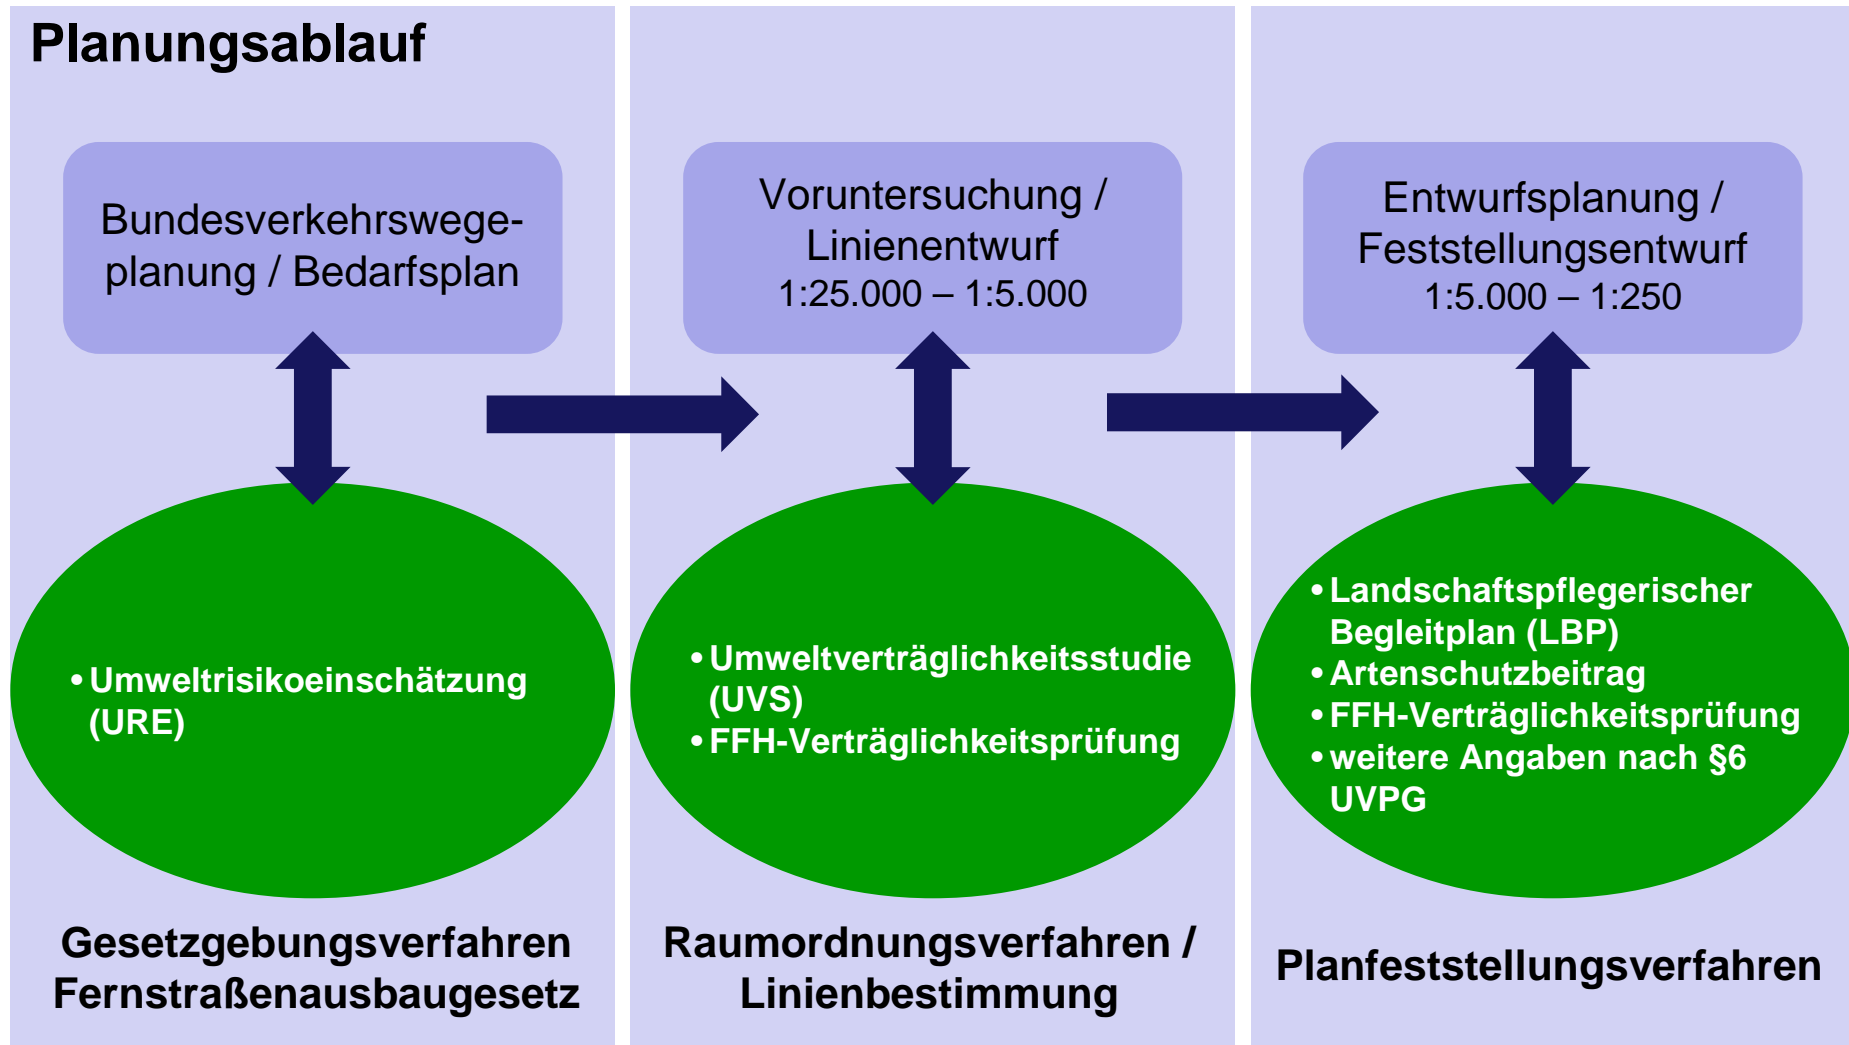 Planungsablauf
Bundesverkehrswege-
planung / Bedarfsplan
• Umweltrisikoeinschätzung
(URE)
Gesetzgebungsverfahren
Fernstraßenausbaugesetz
Voruntersuchung /
Linienentwurf
1:25.000 – 1:5.000
• Umweltverträglichkeitsstudie
(UVS)
• FFH-Verträglichkeitsprüfung
Raumordnungsverfahren /
Linienbestimmung
Entwurfsplanung /
Feststellungsentwurf
1:5.000 – 1:250
• Landschaftspflegerischer
Begleitplan (LBP)
• Artenschutzbeitrag
• FFH-Verträglichkeitsprüfung
• weitere Angaben nach §6
UVPG
Planfeststellungsverfahren